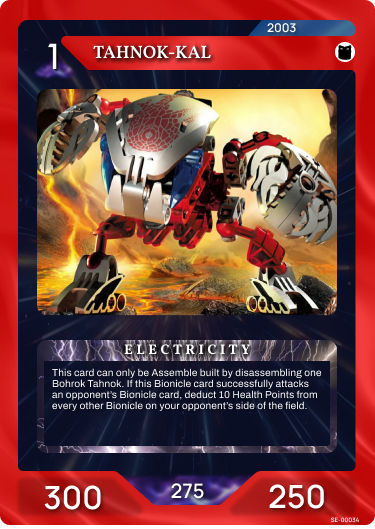 2003
1 TAHNOK-KAL
ELECTRICITY
This card can only be Assemble built by disassembling one
Bohrok Tahnok. If this Bionicle card successfully attacks
an opponent's Bionicle card, deduct 10 Health Points from
every other Bionicle on your opponent's side of the field.
300 275 250
SE-00034